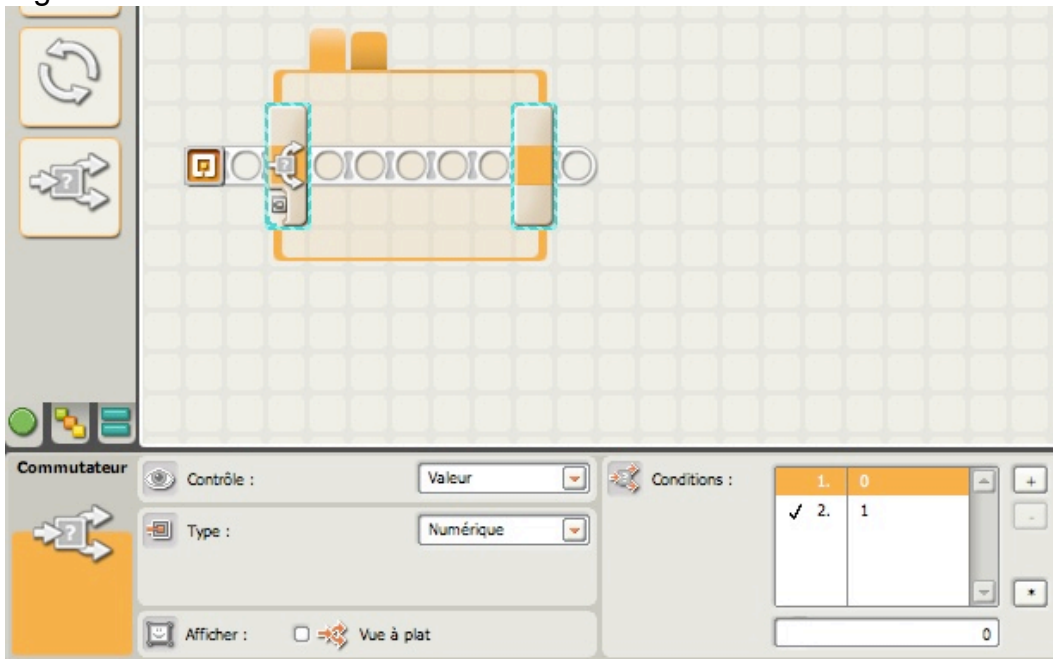 Commutateur
Contrôle :
Valeur
Conditions :
1. 0
✓ 2. 1
+
-
Type :
Numérique
*
Afficher :
Vue à plat
0